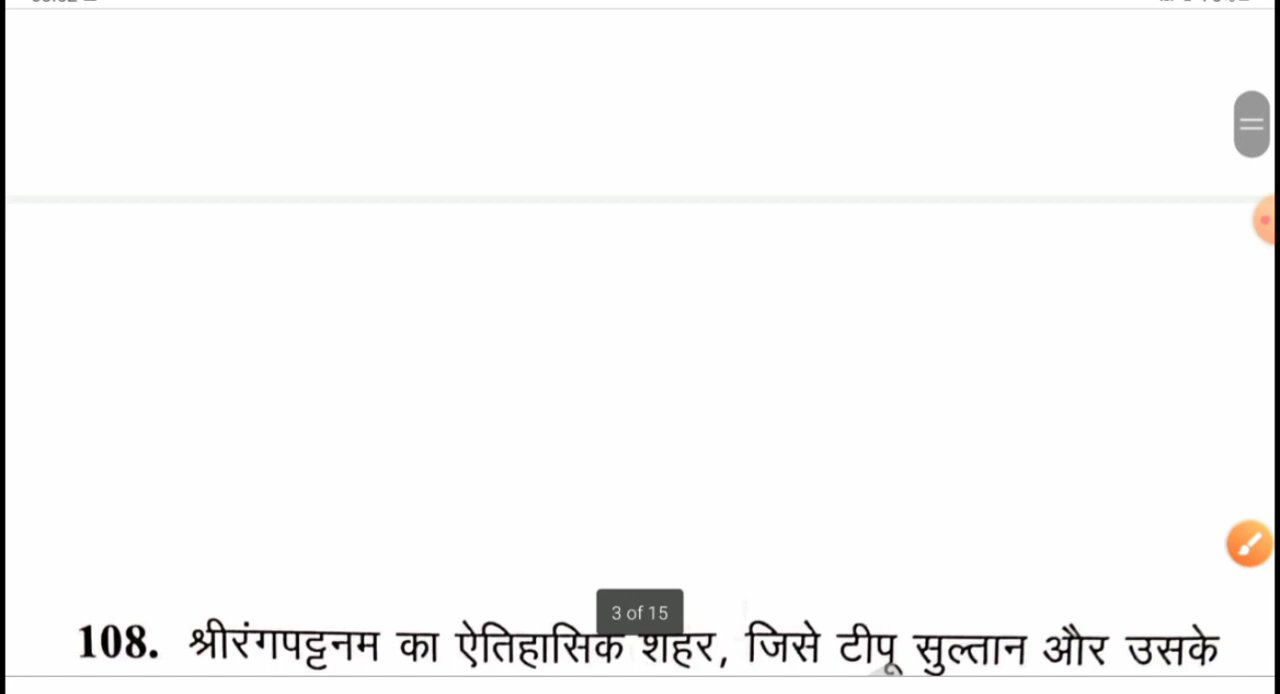 3 of 15
108. श्रीरंगपट्टनम का ऐतिहासिक शहर, जिसे टीपू सुल्तान और उसके